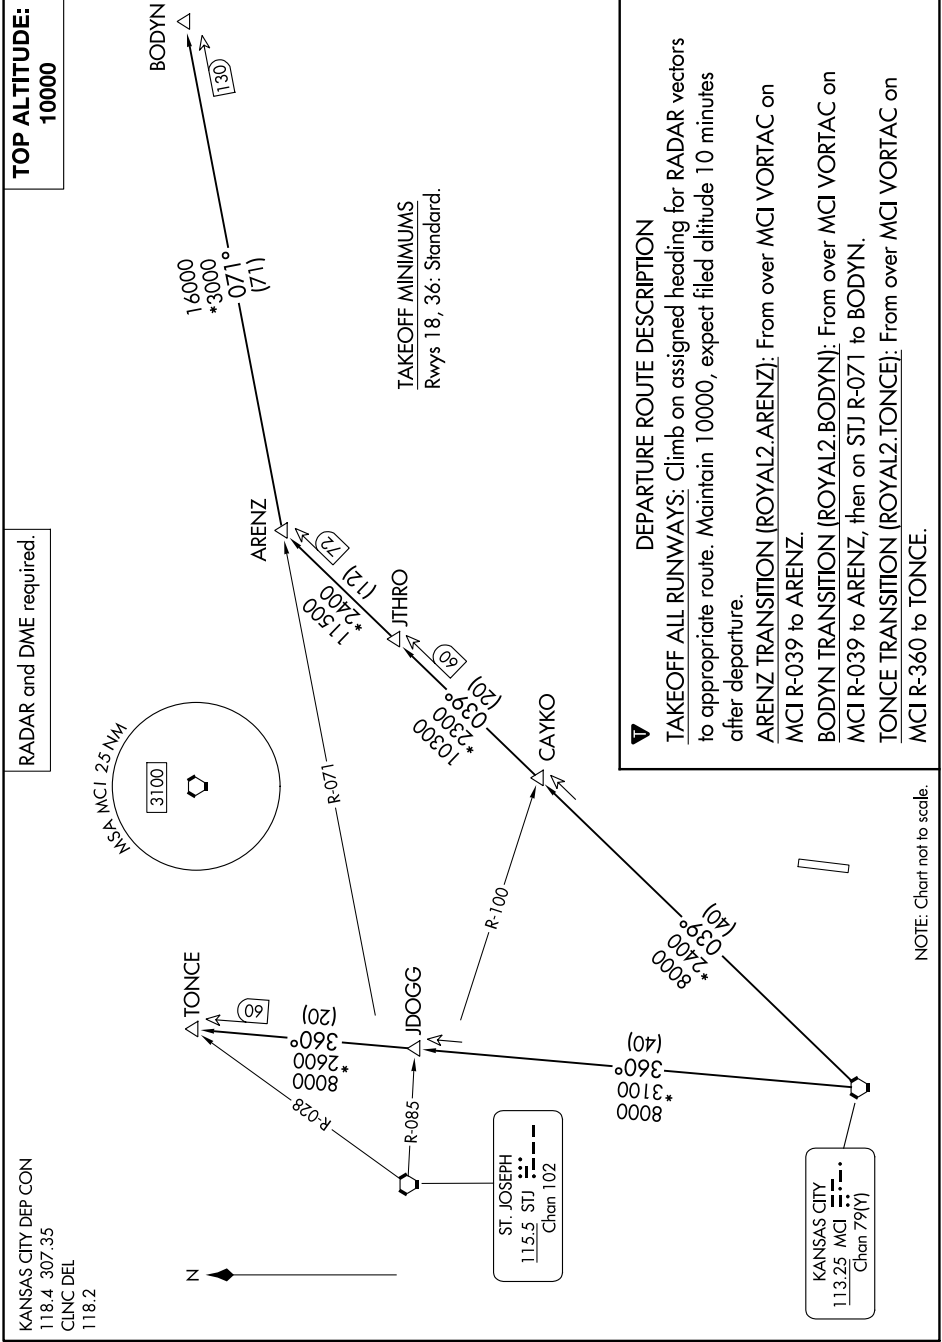 KANSAS CITY DEP CON
118.4 307.35
CLNC DEL
118.2
RADAR and DME required.
TOP ALTITUDE:
10000
N
MSA MCI 25 NM
3100
BODYN
130
16000
*3000
071°
(71)
ARENZ
72
11500
*2400
(12)
JTHRO
60
10300
*2300
039°
(20)
CAYKO
8000
*2400
039°
(40)
TONCE
60
8000
*2600
360°
(20)
JDOGG
8000
*3100
360°
(40)
R-028
R-085
R-071
R-100
ST. JOSEPH
115.5 STJ
Chan 102
KANSAS CITY
113.25 MCI
Chan 79(Y)
TAKEOFF MINIMUMS
Rwys 18, 36: Standard.
NOTE: Chart not to scale.
T
DEPARTURE ROUTE DESCRIPTION
TAKEOFF ALL RUNWAYS: Climb on assigned heading for RADAR vectors
to appropriate route. Maintain 10000, expect filed altitude 10 minutes
after departure.
ARENZ TRANSITION (ROYAL2.ARENZ): From over MCI VORTAC on
MCI R-039 to ARENZ.
BODYN TRANSITION (ROYAL2.BODYN): From over MCI VORTAC on
MCI R-039 to ARENZ, then on STJ R-071 to BODYN.
TONCE TRANSITION (ROYAL2.TONCE): From over MCI VORTAC on
MCI R-360 to TONCE.